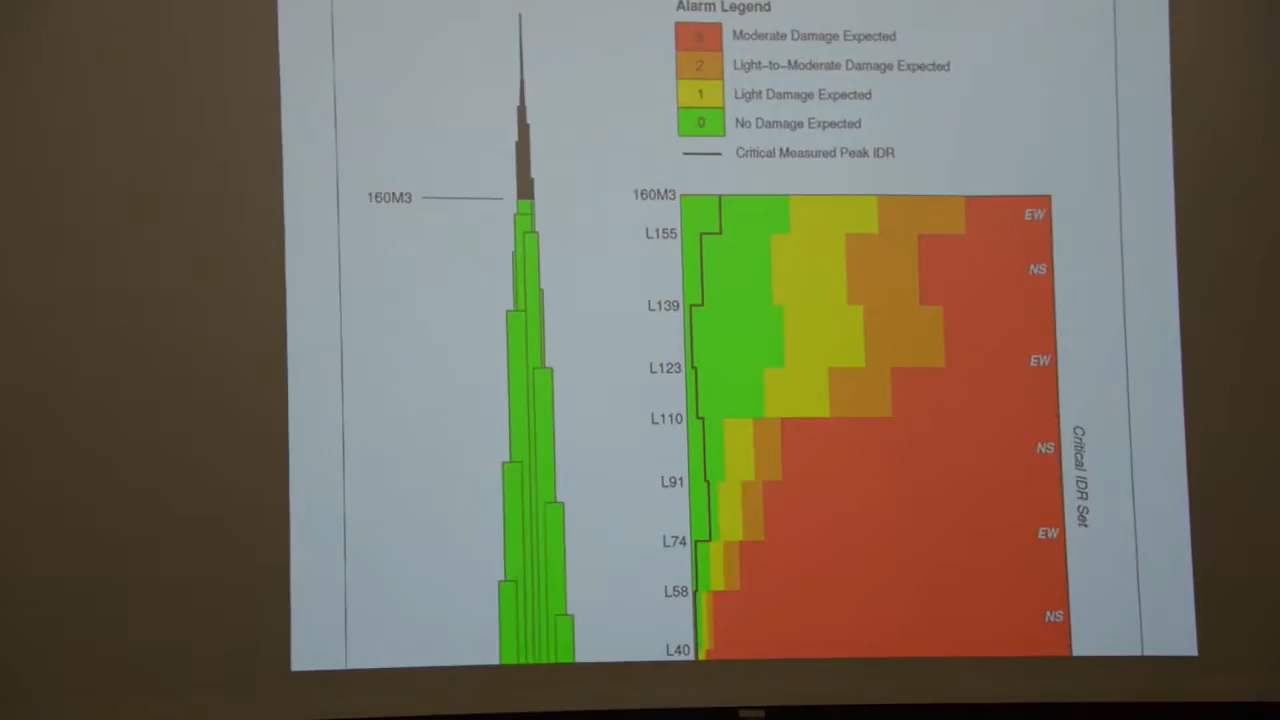 Alarm Legend
3 Moderate Damage Expected
2 Light-to-Moderate Damage Expected
1 Light Damage Expected
0 No Damage Expected
Critical Measured Peak IDR
160M3
160M3
EW
L155
NS
L139
EW
L123
L110
NS
L91
EW
L74
L58
NS
L40
Critical IDR Set